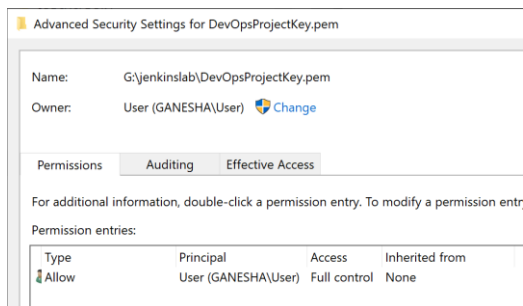 Advanced Security Settings for DevOpsProjectKey.pem
Name: G:\jenkinslab\DevOpsProjectKey.pem
Owner: User (GANESHA\User) Change
Permissions Auditing Effective Access
For additional information, double-click a permission entry. To modify a permission entry
Permission entries:
Type Principal Access Inherited from
Allow User (GANESHA\User) Full control None